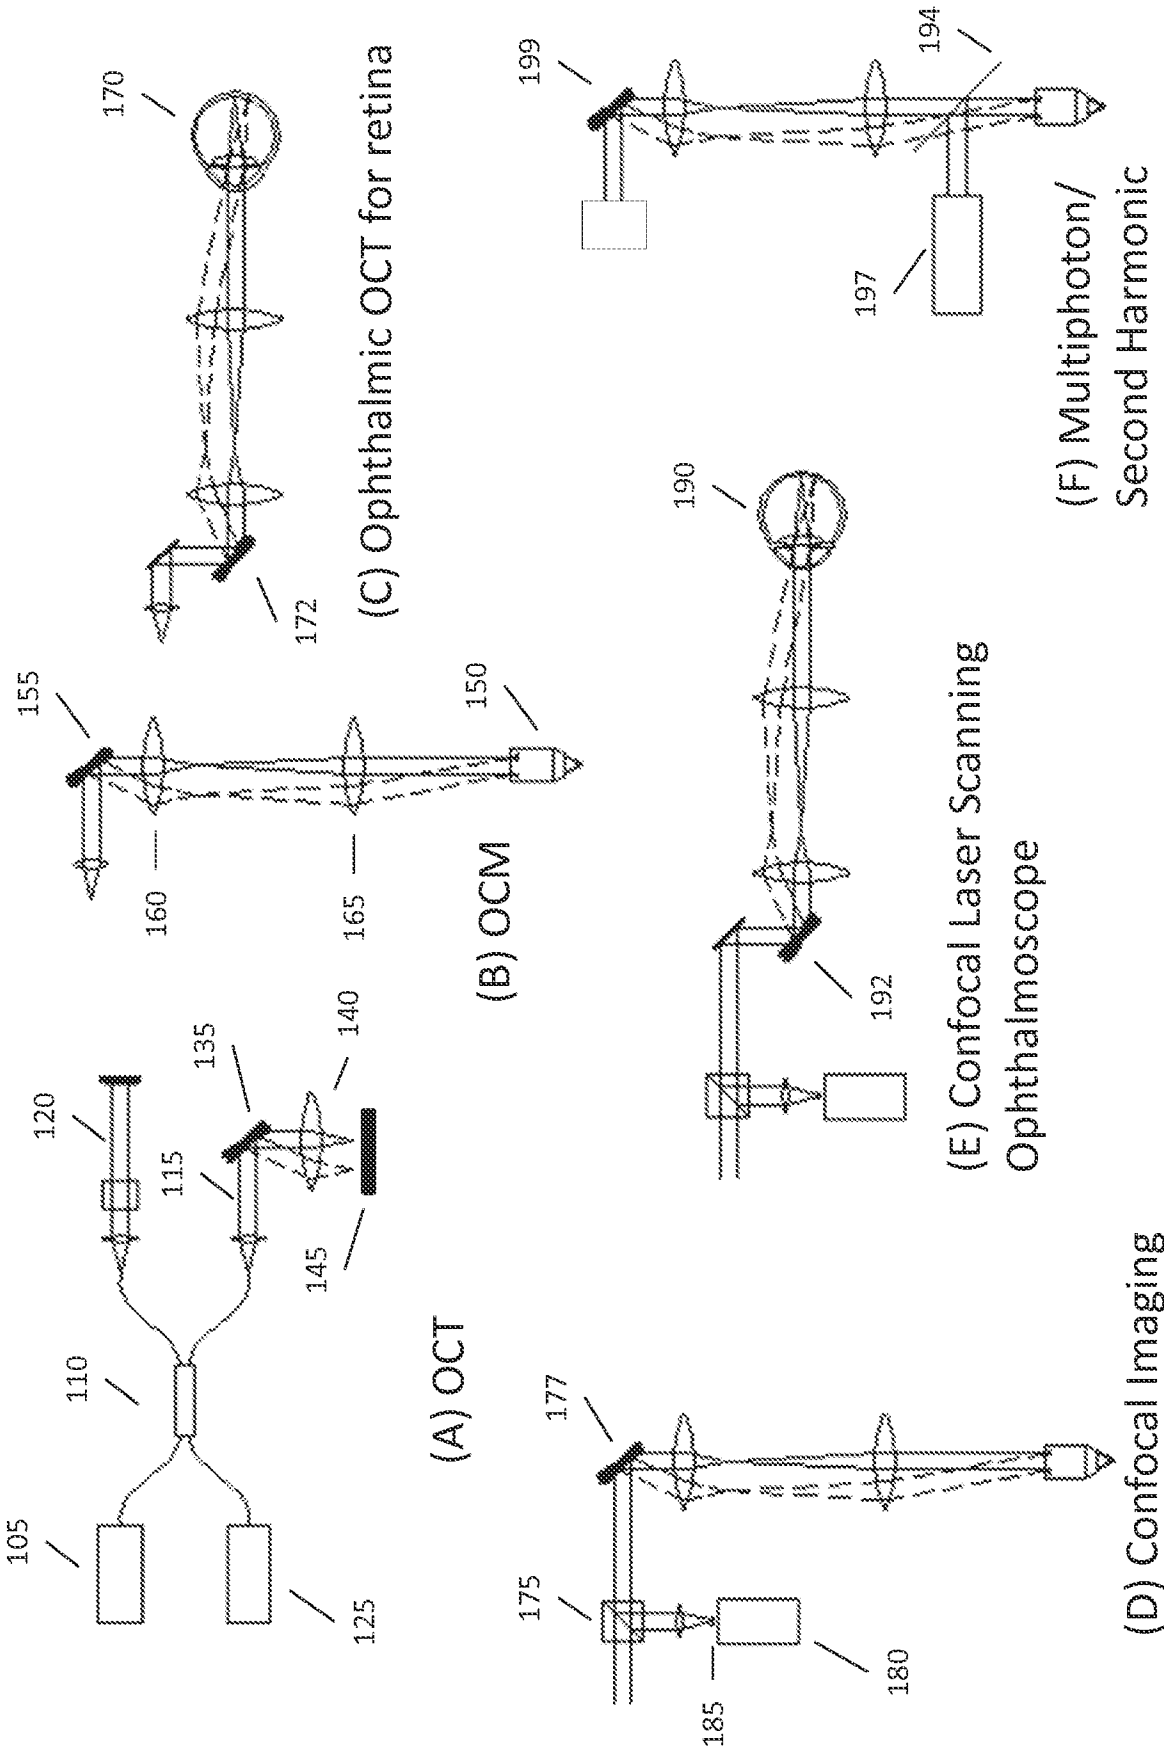 105
110
120
115
135
125
145
140
(A) OCT
155
160
165
150
(B) OCM
170
172
(C) Ophthalmic OCT for retina
175
177
185
180
(D) Confocal Imaging
190
192
(E) Confocal Laser Scanning
Ophthalmoscope
199
194
197
(F) Multiphoton/
Second Harmonic